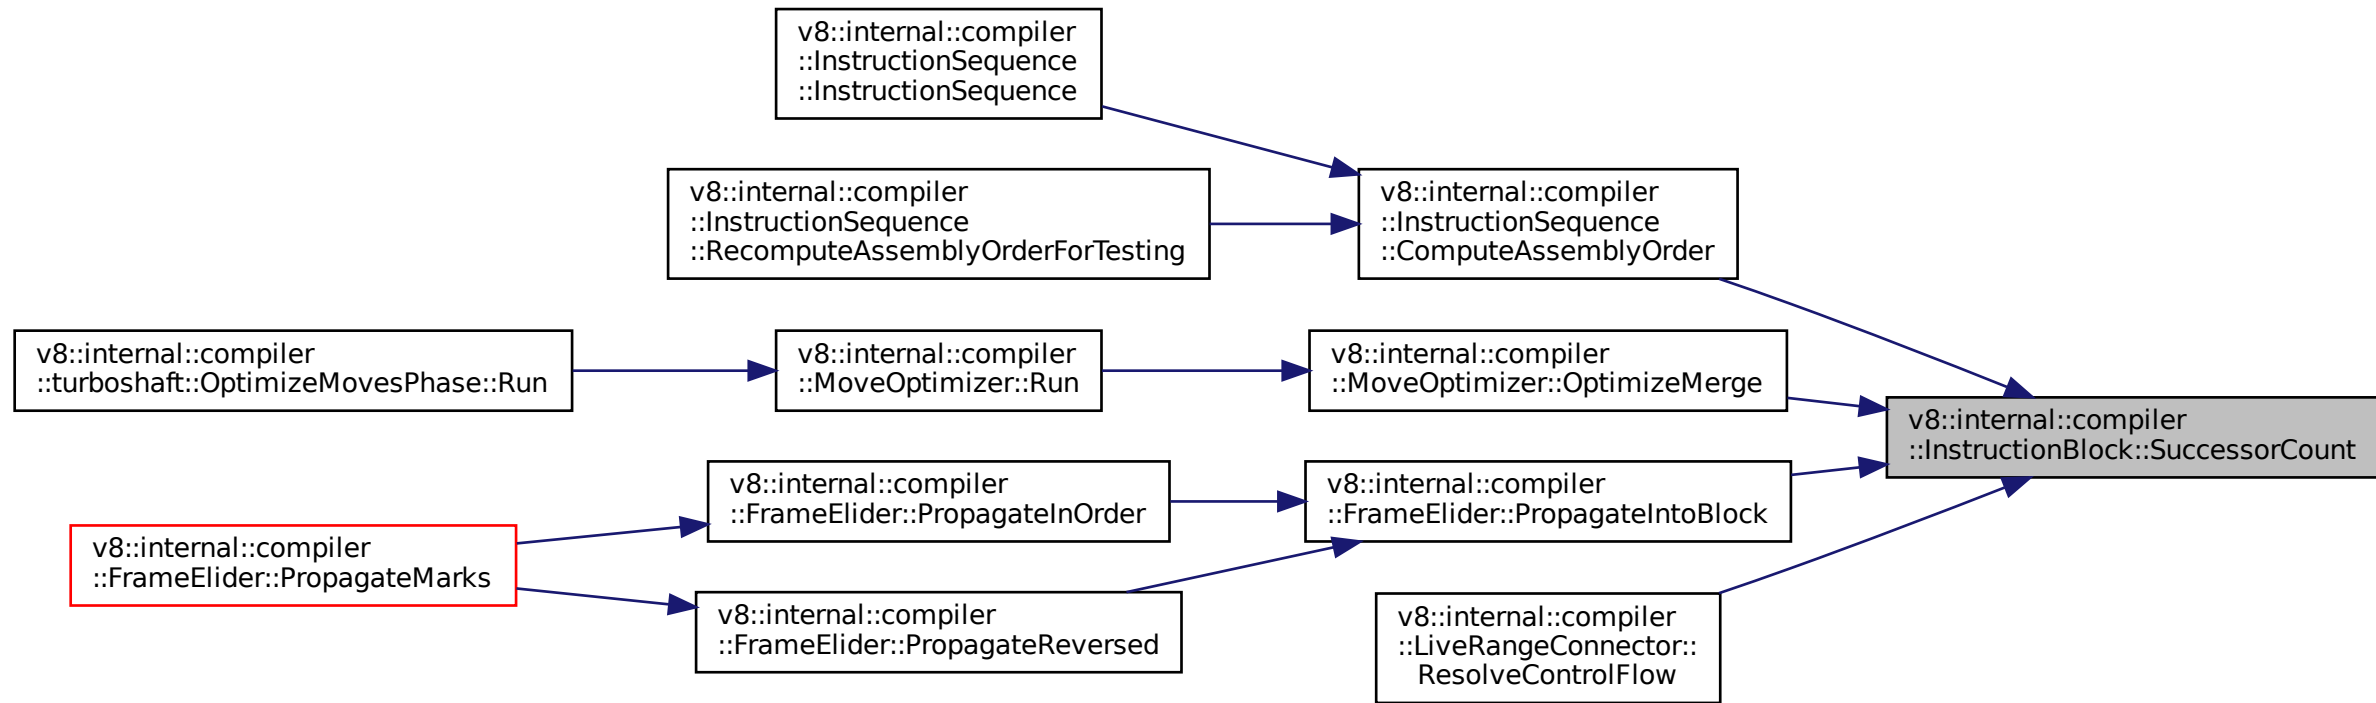 v8::internal::compiler
::InstructionSequence
::InstructionSequence
v8::internal::compiler
::InstructionSequence
::RecomputeAssemblyOrderForTesting
v8::internal::compiler
::InstructionSequence
::ComputeAssemblyOrder
v8::internal::compiler
::turboshaft::OptimizeMovesPhase::Run
v8::internal::compiler
::MoveOptimizer::Run
v8::internal::compiler
::MoveOptimizer::OptimizeMerge
v8::internal::compiler
::InstructionBlock::SuccessorCount
v8::internal::compiler
::FrameElider::PropagateInOrder
v8::internal::compiler
::FrameElider::PropagateIntoBlock
v8::internal::compiler
::FrameElider::PropagateMarks
v8::internal::compiler
::FrameElider::PropagateReversed
v8::internal::compiler
::LiveRangeConnector::
ResolveControlFlow